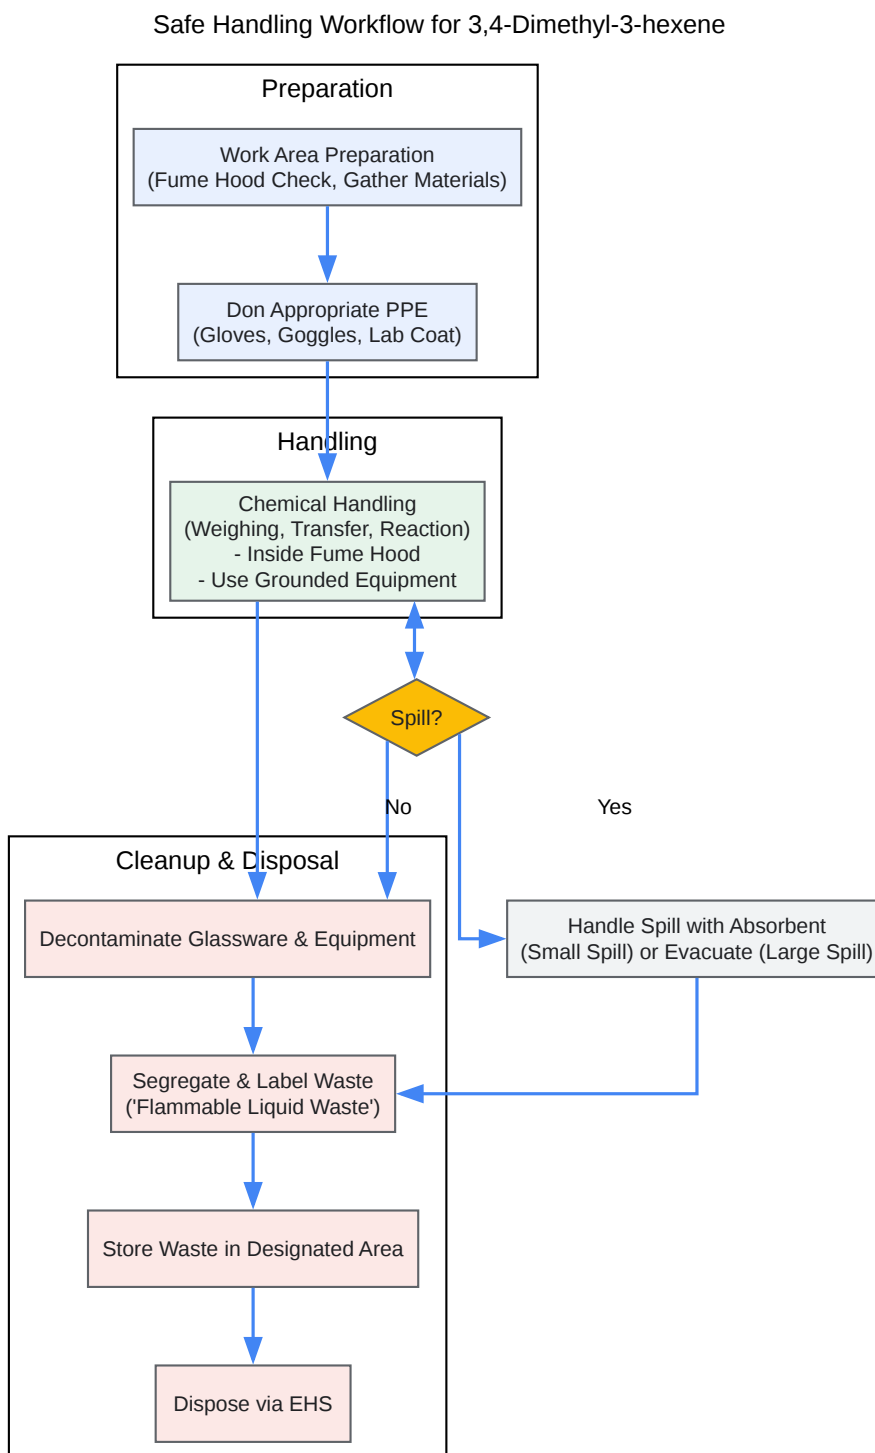 Safe Handling Workflow for 3,4-Dimethyl-3-hexene
Preparation
Work Area Preparation
(Fume Hood Check, Gather Materials)
Don Appropriate PPE
(Gloves, Goggles, Lab Coat)
Handling
Chemical Handling
(Weighing, Transfer, Reaction)
- Inside Fume Hood
- Use Grounded Equipment
Spill?
No
Yes
Cleanup & Disposal
Decontaminate Glassware & Equipment
Handle Spill with Absorbent
(Small Spill) or Evacuate (Large Spill)
Segregate & Label Waste
('Flammable Liquid Waste')
Store Waste in Designated Area
Dispose via EHS